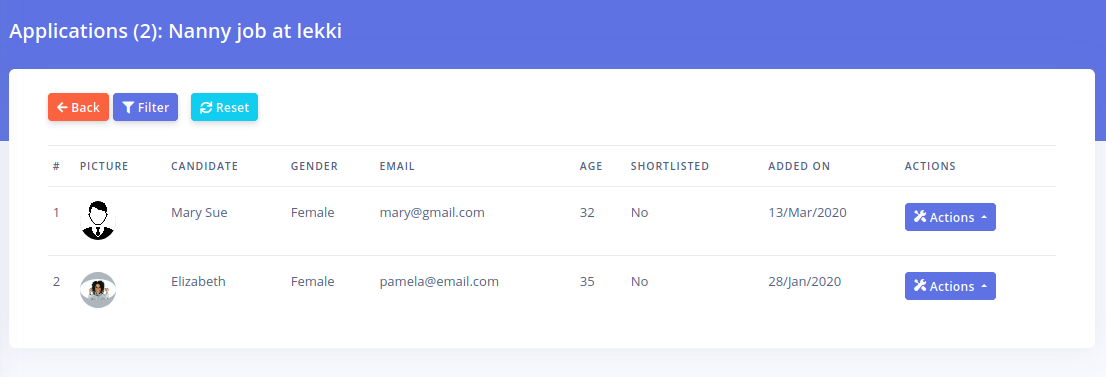 Applications (2): Nanny job at lekki
Back Filter Reset
# PICTURE CANDIDATE GENDER EMAIL AGE SHORTLISTED ADDED ON ACTIONS
1 Mary Sue Female mary@gmail.com 32 No 13/Mar/2020 Actions
2 Elizabeth Female pamela@email.com 35 No 28/Jan/2020 Actions